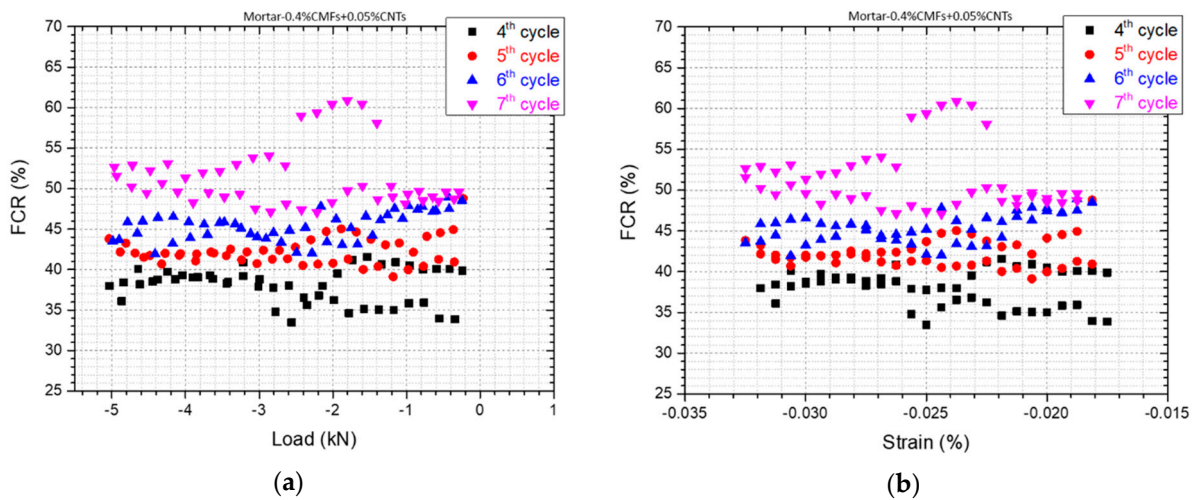 Mortar-0.4%CMFs+0.05%CNTs
4th cycle
5th cycle
6th cycle
7th cycle
70
65
60
55
50
45
40
35
30
25
FCR (%)
-5 -4 -3 -2 -1 0 1
Load (kN)
(a)
Mortar-0.4%CMFs+0.05%CNTs
4th cycle
5th cycle
6th cycle
7th cycle
70
65
60
55
50
45
40
35
30
25
FCR (%)
-0.035 -0.030 -0.025 -0.020 -0.015
Strain (%)
(b)